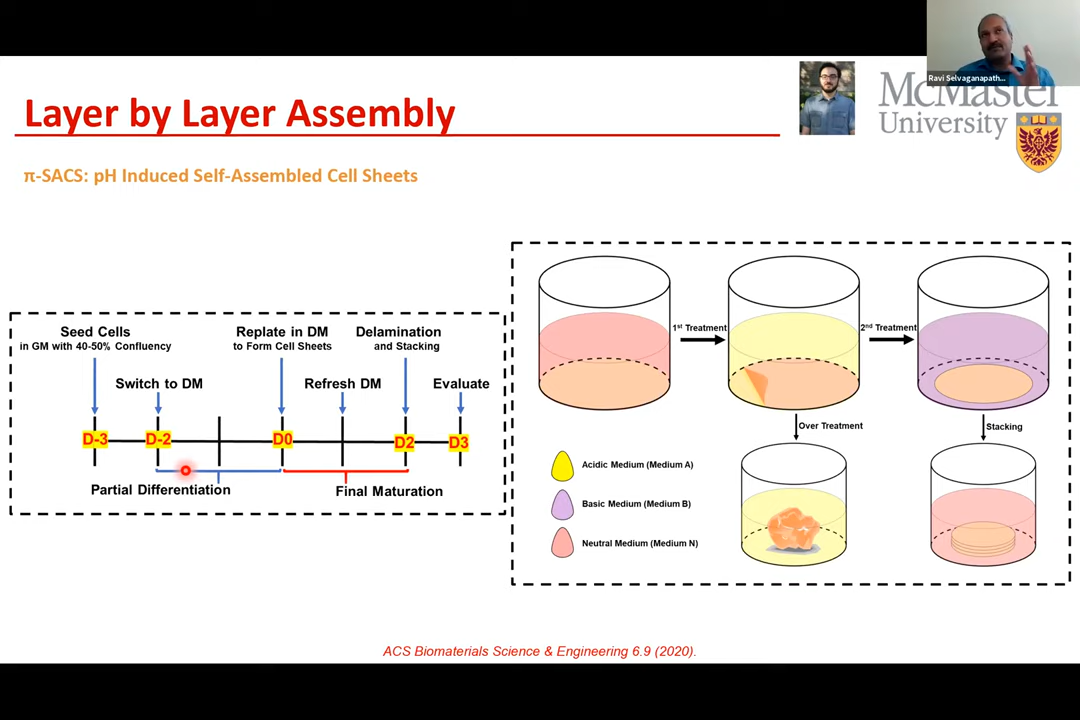 Ravi Selvaganapath...
McMaster
University
Layer by Layer Assembly
π-SACS: pH Induced Self-Assembled Cell Sheets
Seed Cells
in GM with 40-50% Confluency
Replate in DM
to Form Cell Sheets
Delamination
and Stacking
Switch to DM
Refresh DM
Evaluate
D-3
D-2
D0
D2
D3
Partial Differentiation
Final Maturation
1st Treatment
2nd Treatment
Over Treatment
Stacking
Acidic Medium (Medium A)
Basic Medium (Medium B)
Neutral Medium (Medium N)
ACS Biomaterials Science & Engineering 6.9 (2020).